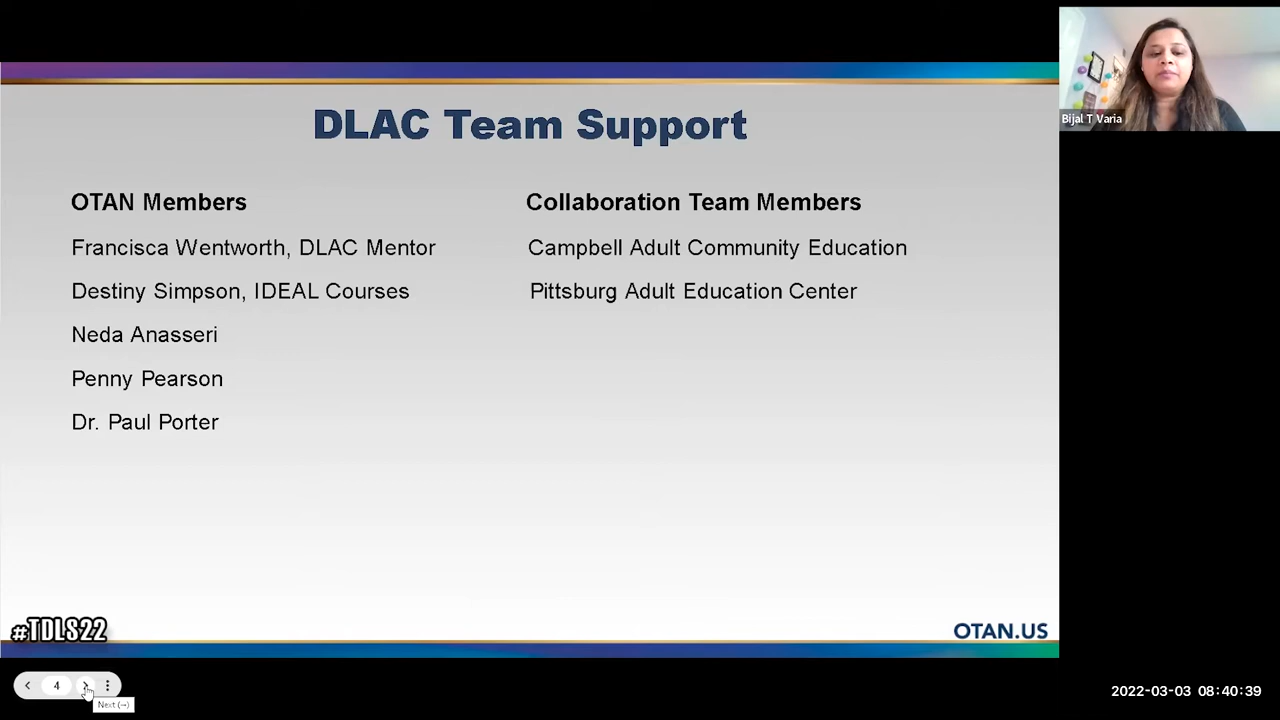 DLAC Team Support
OTAN Members
Francisca Wentworth, DLAC Mentor
Destiny Simpson, IDEAL Courses
Neda Anasseri
Penny Pearson
Dr. Paul Porter
Collaboration Team Members
Campbell Adult Community Education
Pittsburg Adult Education Center
#TDLS22
OTAN.US
Bijal T Varia
4
Next (→)
2022-03-03 08:40:39